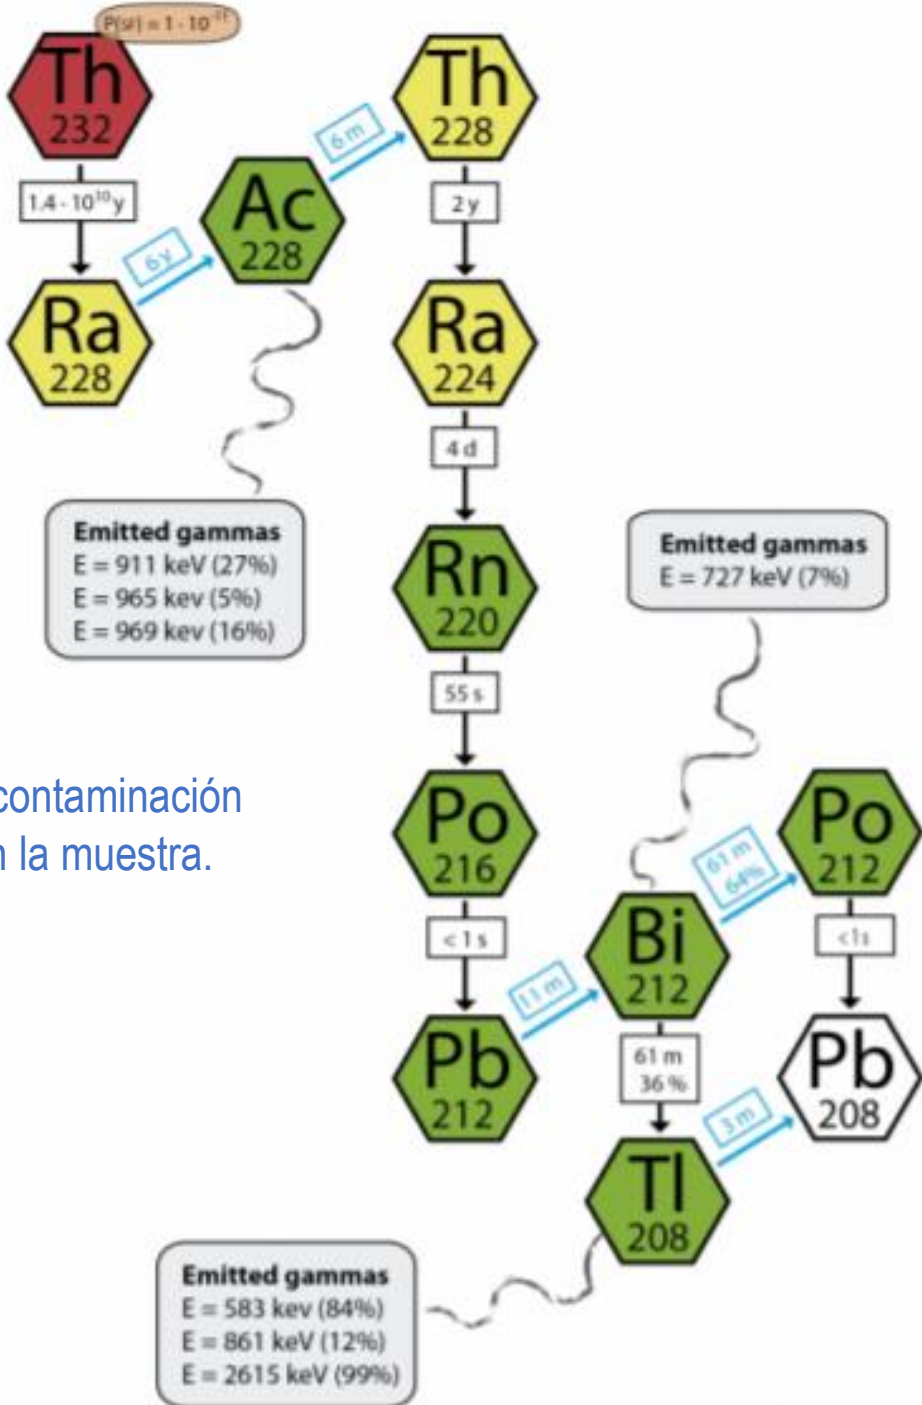 P(sf) = 1 · 10⁻¹¹
Th
232
1.4 · 10¹⁰ y
Ra
228
6 y
Ac
228
6 m
Th
228
2 y
Ra
224
4 d
Emitted gammas
E = 911 keV (27%)
E = 965 kev (5%)
E = 969 kev (16%)
Rn
220
55 s
Emitted gammas
E = 727 keV (7%)
contaminación
la muestra.
Po
216
< 1 s
Pb
212
11 m
Bi
212
61 m
64%
Po
212
<1s
Pb
208
61 m
36 %
Tl
208
3 m
Emitted gammas
E = 583 kev (84%)
E = 861 keV (12%)
E = 2615 keV (99%)